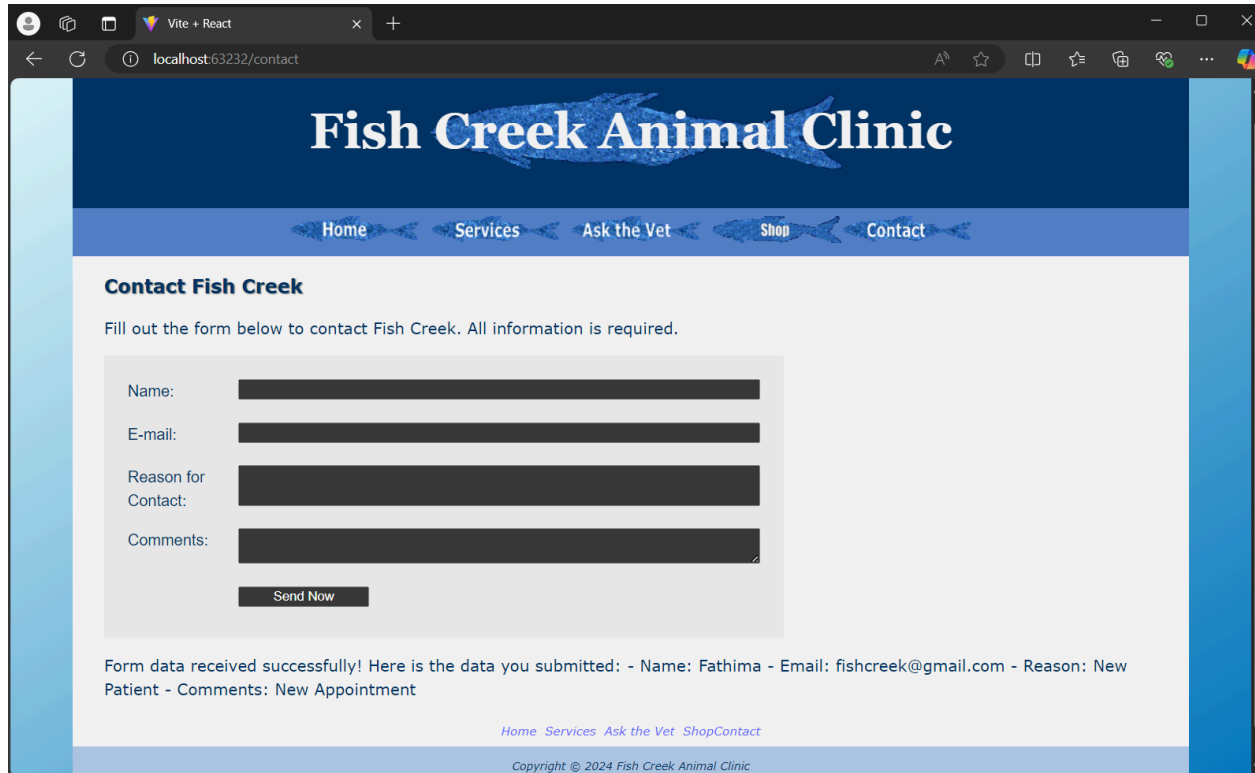 Vite + React
localhost:63232/contact
Fish Creek Animal Clinic
Home Services Ask the Vet Shop Contact
Contact Fish Creek
Fill out the form below to contact Fish Creek. All information is required.
Name:
E-mail:
Reason for
Contact:
Comments:
Send Now
Form data received successfully! Here is the data you submitted: - Name: Fathima - Email: fishcreek@gmail.com - Reason: New
Patient - Comments: New Appointment
Home Services Ask the Vet ShopContact
Copyright © 2024 Fish Creek Animal Clinic